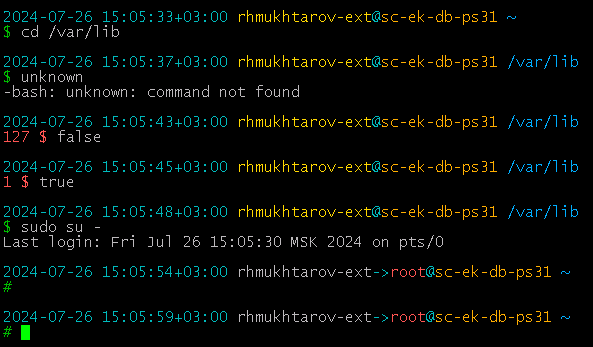 2024-07-26 15:05:33+03:00 rhmukhtarov-ext@sc-ek-db-ps31 ~
$ cd /var/lib
2024-07-26 15:05:37+03:00 rhmukhtarov-ext@sc-ek-db-ps31 /var/lib
$ unknown
-bash: unknown: command not found
2024-07-26 15:05:43+03:00 rhmukhtarov-ext@sc-ek-db-ps31 /var/lib
127 $ false
2024-07-26 15:05:45+03:00 rhmukhtarov-ext@sc-ek-db-ps31 /var/lib
1 $ true
2024-07-26 15:05:48+03:00 rhmukhtarov-ext@sc-ek-db-ps31 /var/lib
$ sudo su -
Last login: Fri Jul 26 15:05:30 MSK 2024 on pts/0
2024-07-26 15:05:54+03:00 rhmukhtarov-ext->root@sc-ek-db-ps31 ~
#
2024-07-26 15:05:59+03:00 rhmukhtarov-ext->root@sc-ek-db-ps31 ~
#